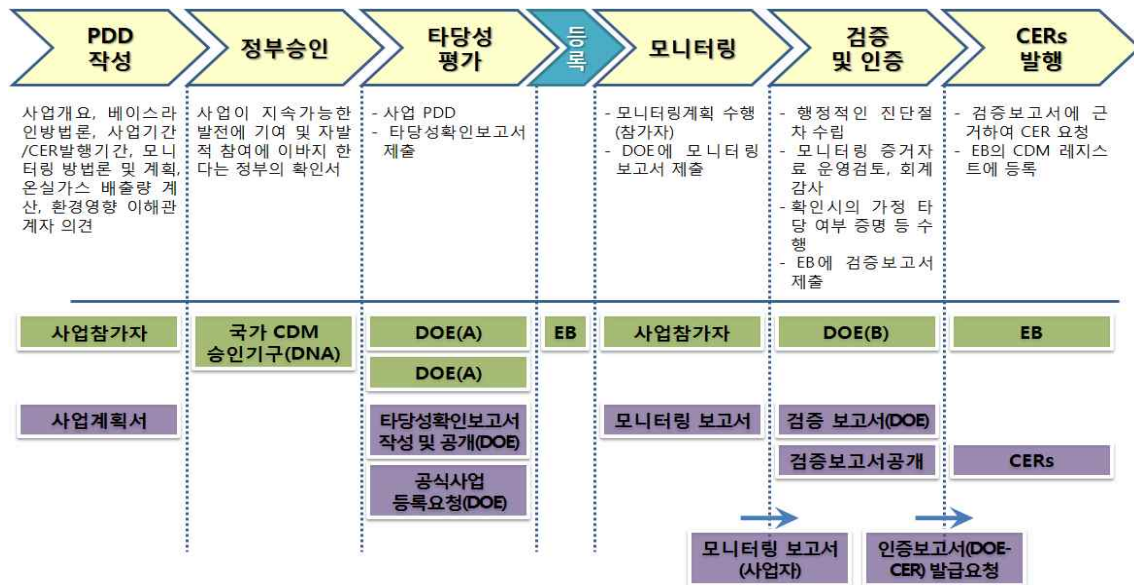 PDD
작성
정부승인
타당성
평가
등록
모니터링
검증
및 인증
CERs
발행
사업개요, 베이스라
인방법론, 사업기간
/CER발행기간, 모니
터링 방법론 및 계획,
온실가스 배출량 계
산, 환경영향 이해관
계자 의견
사업이 지속가능한
발전에 기여 및 자발
적 참여에 이바지 한
다는 정부의 확인서
- 사업 PDD
- 타당성확인보고서
제출
- 모니터링계획 수행
(참가자)
- DOE에 모니터링
보고서 제출
- 행정적인 진단절
차 수립
- 모니터링 증거자
료 운영검토, 회계
감사
- 확인시의 가정 타
당 여부 증명 등 수
행
- EB에 검증보고서
제출
- 검증보고서에 근
거하여 CER 요청
- EB의 CDM 레지스
트에 등록
사업참가자
국가 CDM
승인기구(DNA)
DOE(A)
EB
사업참가자
DOE(B)
EB
DOE(A)
사업계획서
타당성확인보고서
작성 및 공개(DOE)
모니터링 보고서
검증 보고서(DOE)
공식사업
등록요청(DOE)
검증보고서공개
CERs
모니터링 보고서
(사업자)
인증보고서(DOE-
CER) 발급요청